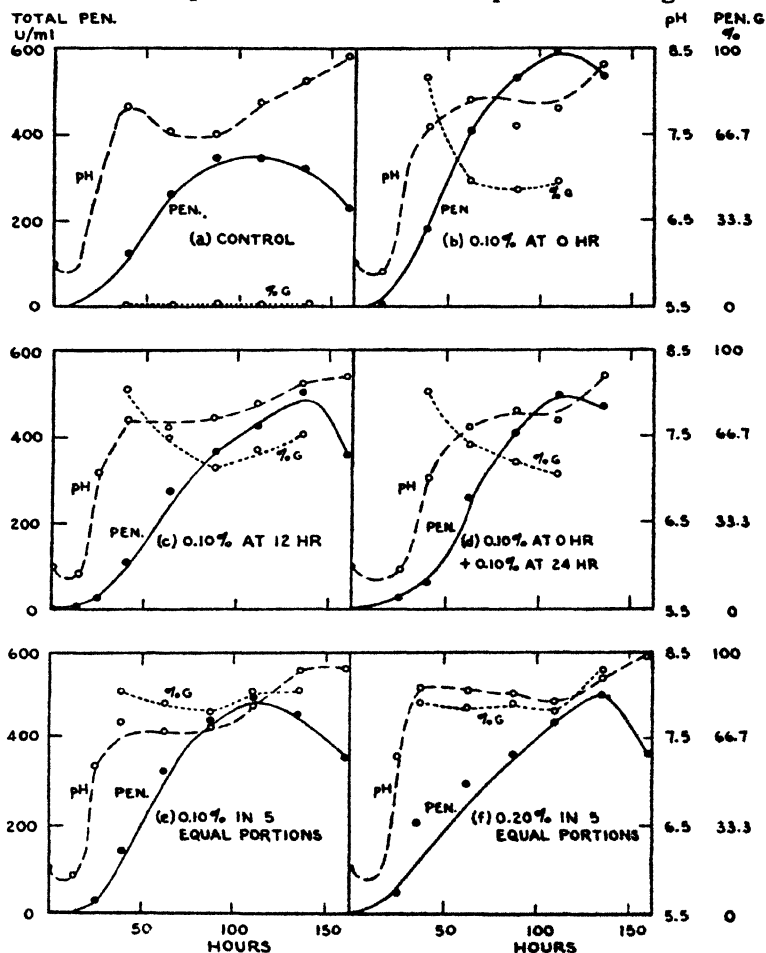 TOTAL PEN.
U/ml
pH
PEN. G
%
600
400
200
0
pH
PEN.
(a) CONTROL
% G
PEN
% G
(b) 0.10% AT 0 HR
pH
8.5
7.5
6.5
5.5
100
66.7
33.3
0
600
400
200
0
pH
PEN.
% G
(c) 0.10% AT 12 HR
pH
PEN.
% G
(d) 0.10% AT 0 HR
+ 0.10% AT 24 HR
8.5
7.5
6.5
5.5
100
66.7
33.3
0
600
400
200
0
% G
pH
PEN.
(e) 0.10% IN 5
EQUAL PORTIONS
% G
pH
PEN.
(f) 0.20% IN 5
EQUAL PORTIONS
8.5
7.5
6.5
5.5
100
66.7
33.3
0
50 100 150
HOURS
50 100 150
HOURS